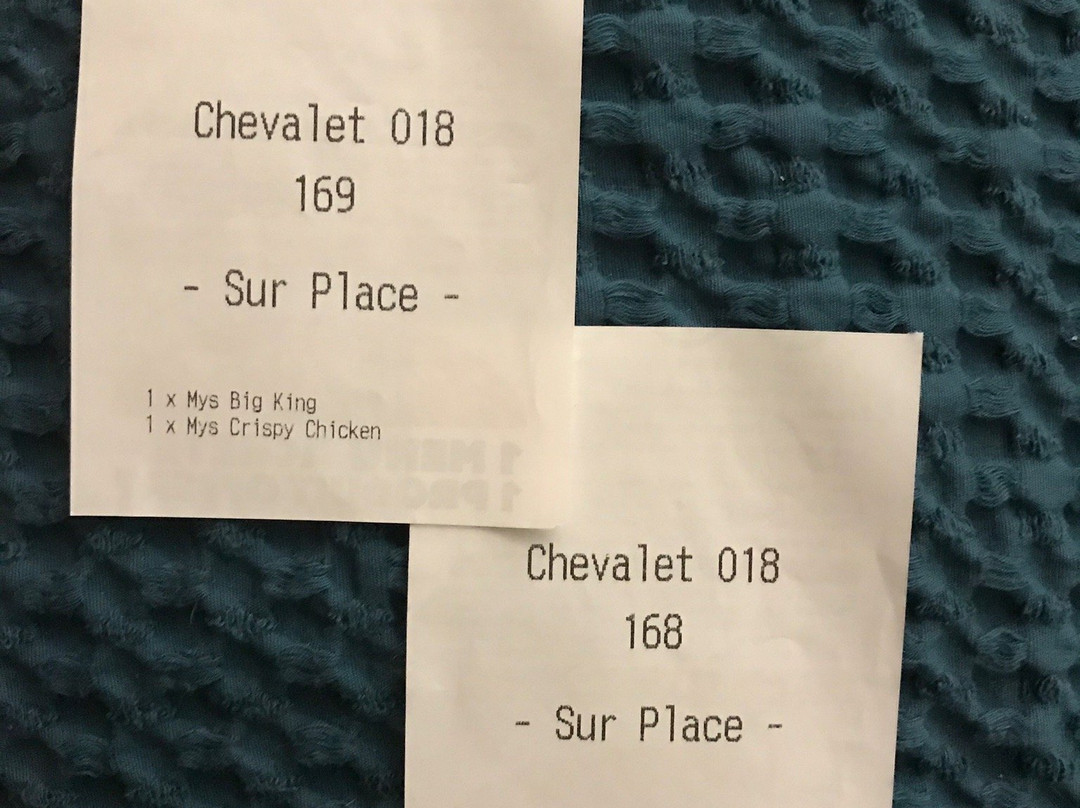 Chevalet 018
169
- Sur Place -
1 x Mys Big King
1 x Mys Crispy Chicken
Chevalet 018
168
- Sur Place -